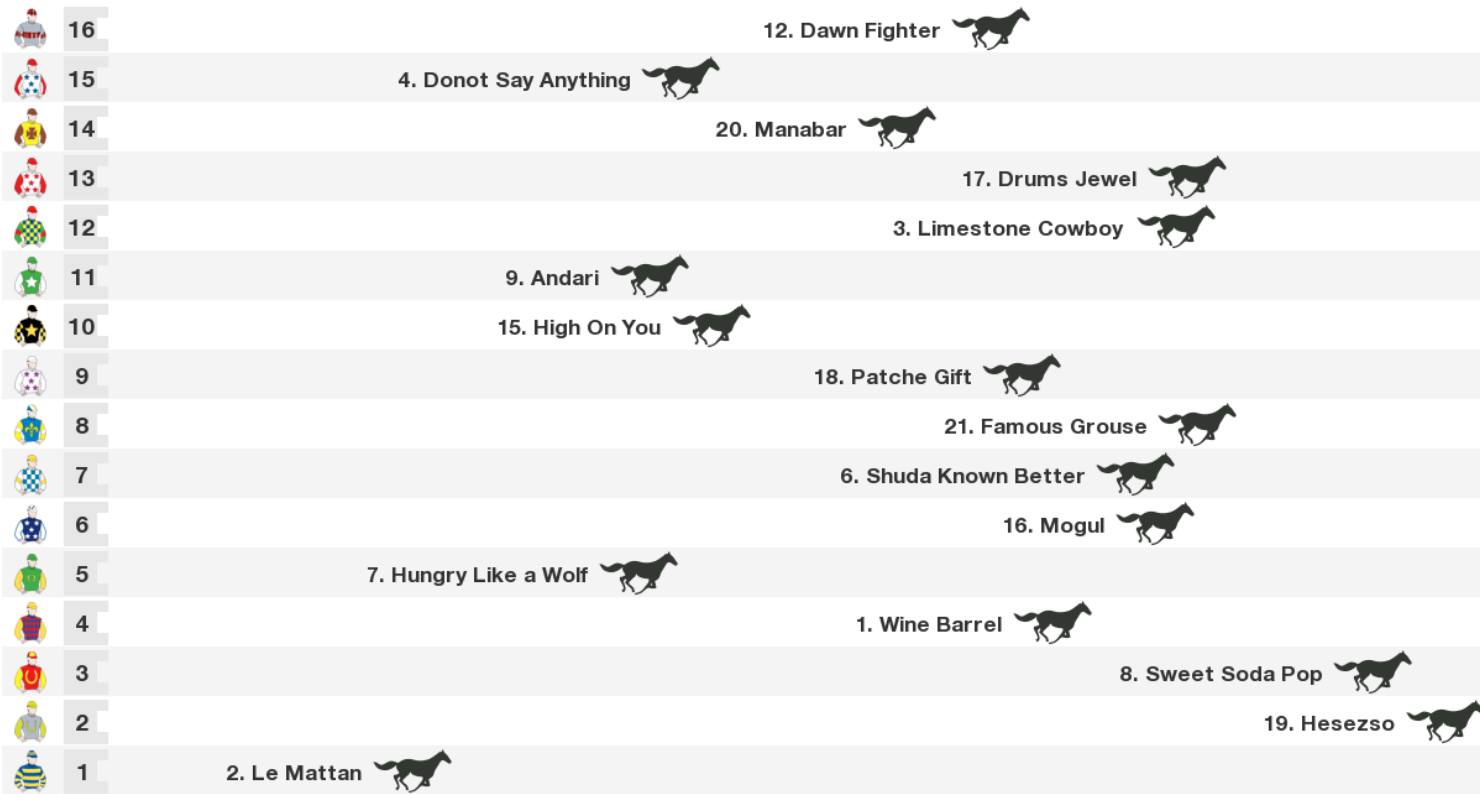 16 12. Dawn Fighter
15 4. Donot Say Anything
14 20. Manabar
13 17. Drums Jewel
12 3. Limestone Cowboy
11 9. Andari
10 15. High On You
9 18. Patche Gift
8 21. Famous Grouse
7 6. Shuda Known Better
6 16. Mogul
5 7. Hungry Like a Wolf
4 1. Wine Barrel
3 8. Sweet Soda Pop
2 19. Hesezso
1 2. Le Mattan